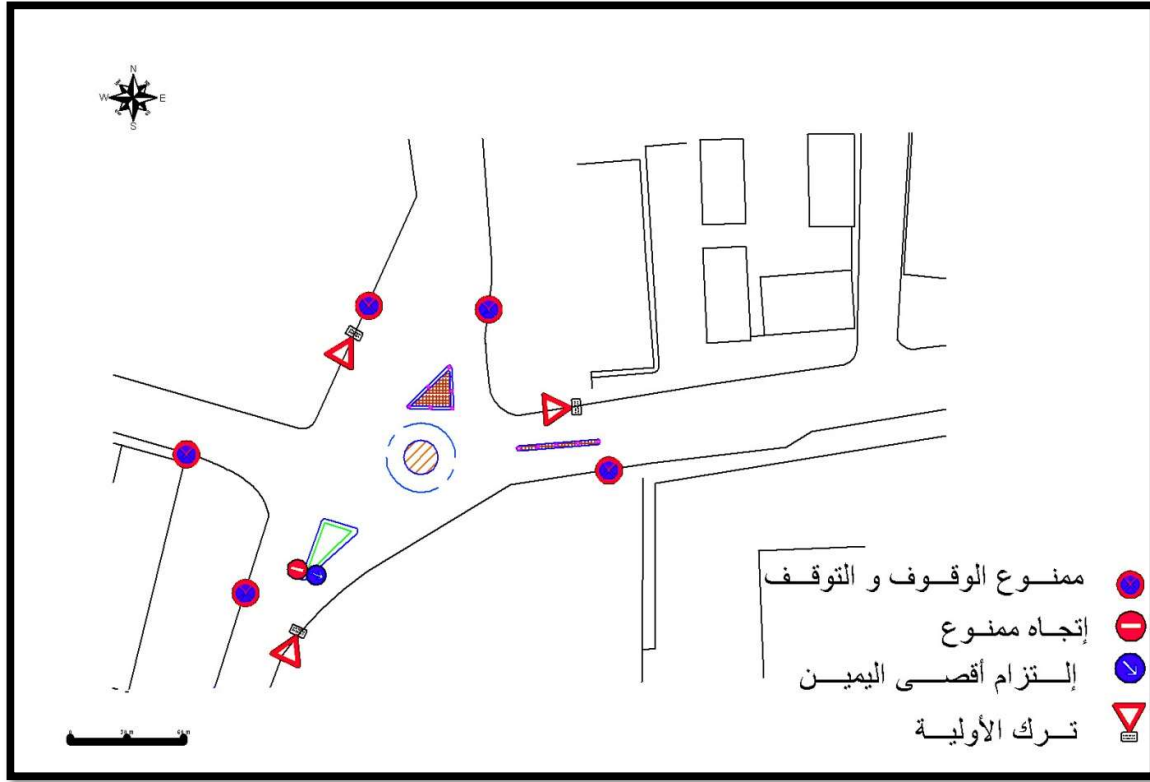 N
W E
S
ممنوع الوقوف و التوقف
إتجاه ممنوع
إلتزام أقصى اليمين
ترك الأولية